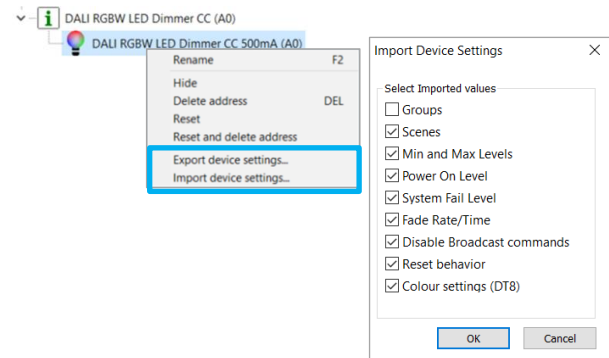 DALI RGBW LED Dimmer CC (A0)
DALI RGBW LED Dimmer CC 500mA (A0)
Rename F2
Hide
Delete address DEL
Reset
Reset and delete address
Export device settings...
Import device settings...
Import Device Settings
Select Imported values
Groups
Scenes
Min and Max Levels
Power On Level
System Fail Level
Fade Rate/Time
Disable Broadcast commands
Reset behavior
Colour settings (DT8)
OK Cancel